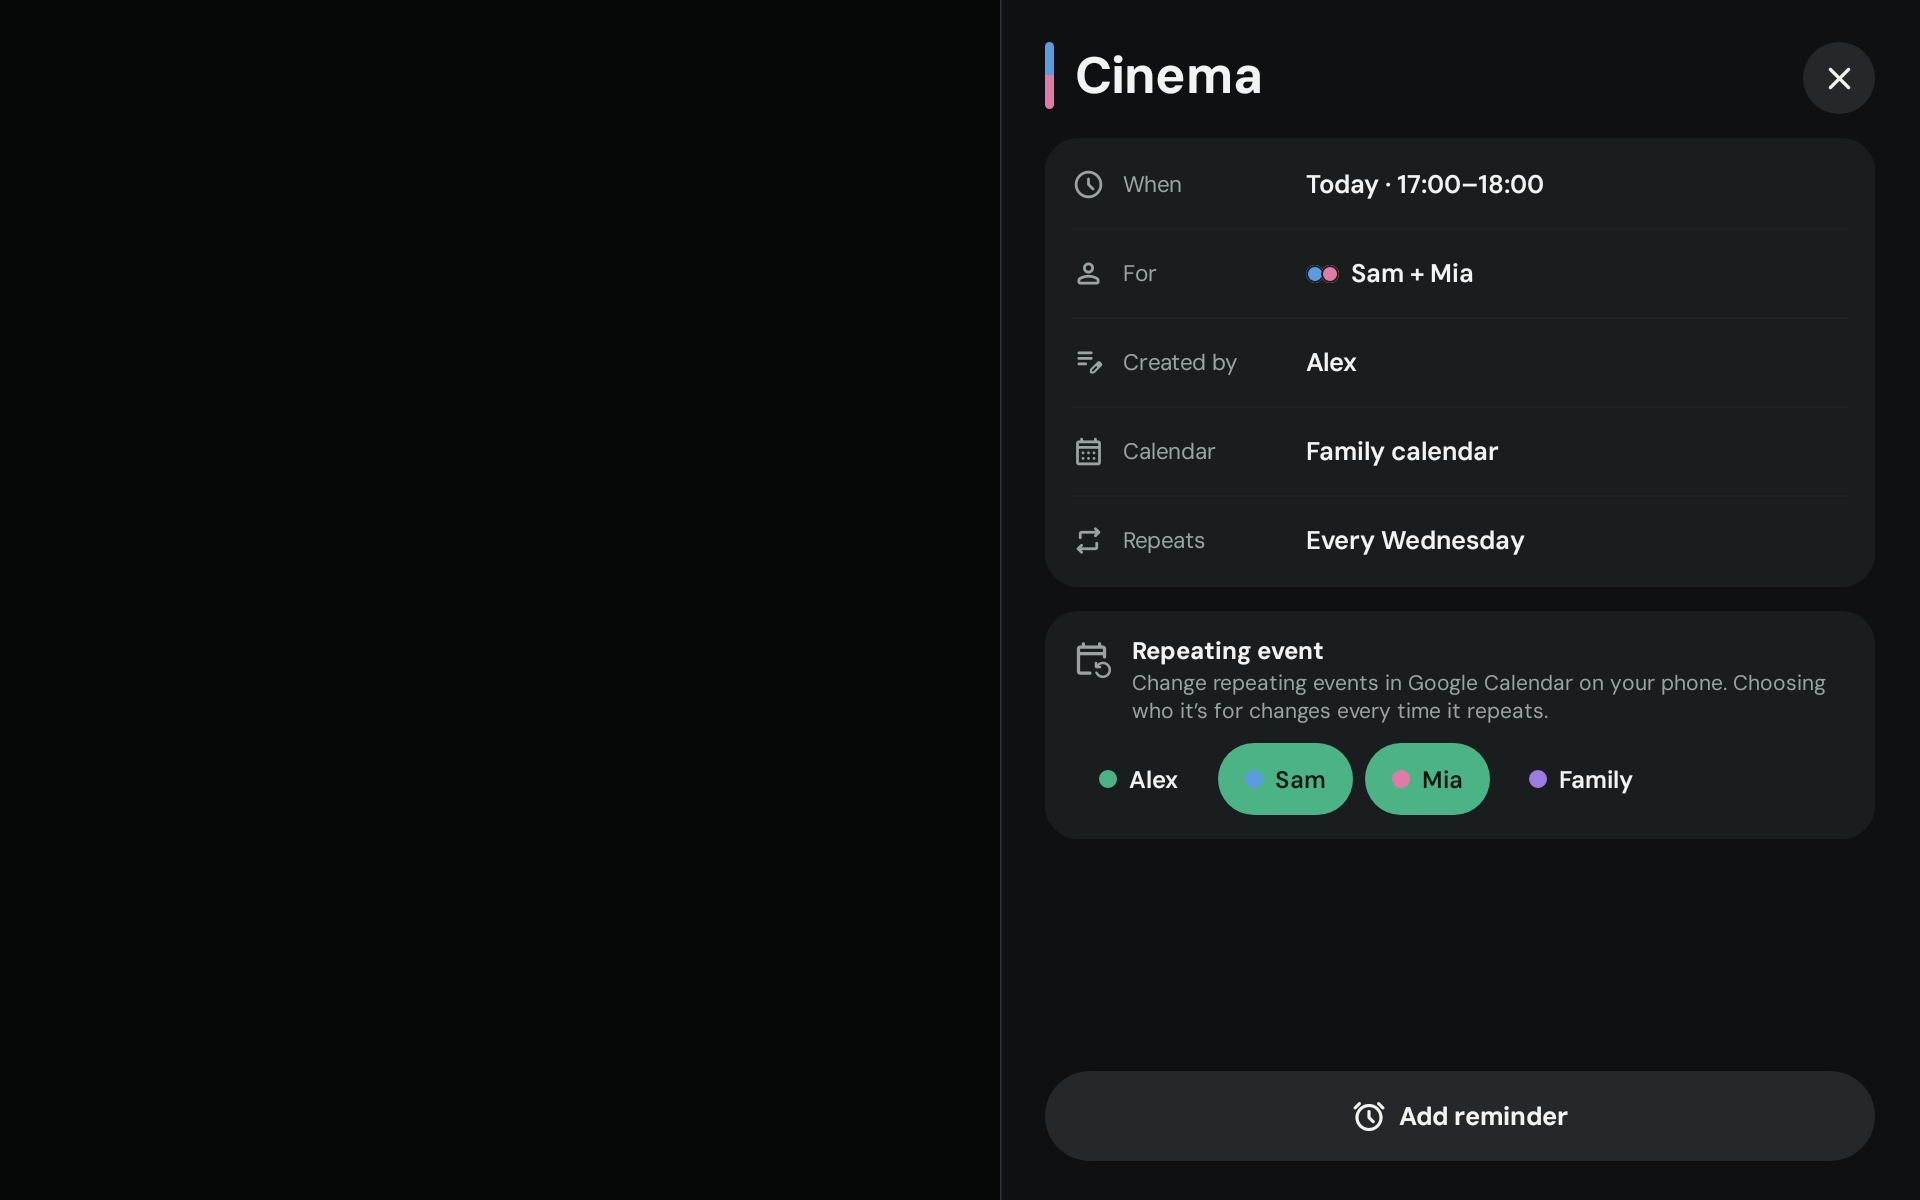 Cinema
When
Today · 17:00–18:00
For
Sam + Mia
Created by
Alex
Calendar
Family calendar
Repeats
Every Wednesday
Repeating event
Change repeating events in Google Calendar on your phone. Choosing
who it’s for changes every time it repeats.
Alex
Sam
Mia
Family
Add reminder